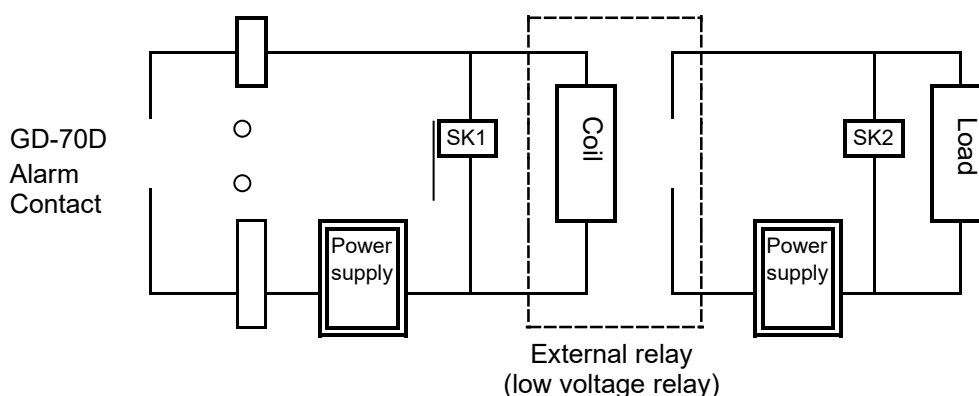 GD-70D
Alarm
Contact
Power
supply
SK1
Coil
Power
supply
SK2
Load
External relay
(low voltage relay)